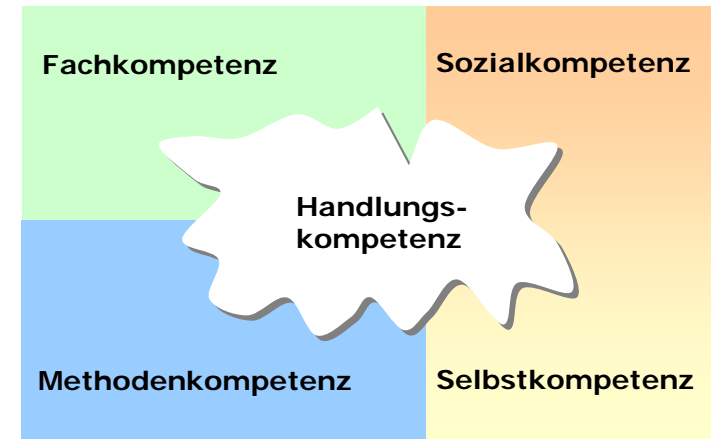 Fachkompetenz
Sozialkompetenz
Handlungs-
kompetenz
Methodenkompetenz
Selbstkompetenz